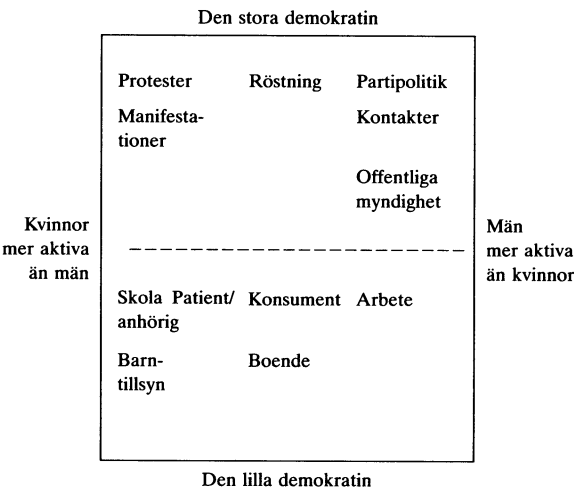 Den stora demokratin
Protester Röstning Partipolitik
Manifesta- Kontakter
tioner
Offentliga
myndighet
Kvinnor
mer aktiva
än män
Män
mer aktiva
än kvinnor
Skola Patient/ Konsument Arbete
anhörig
Barn- Boende
tillsyn
Den lilla demokratin